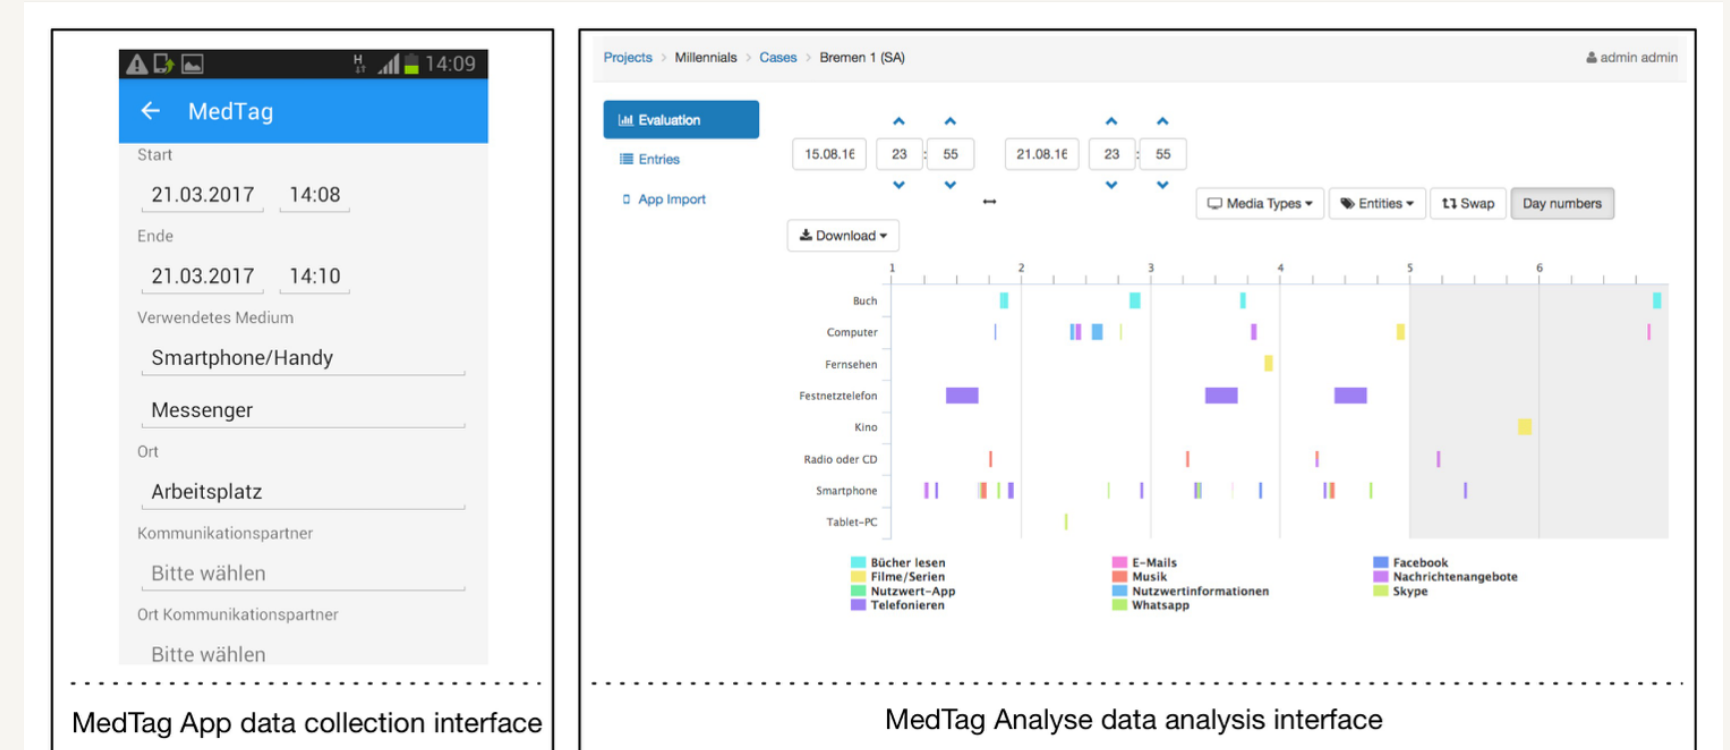 H 14:09
MedTag
Start
21.03.2017 14:08
Ende
21.03.2017 14:10
Verwendetes Medium
Smartphone/Handy
Messenger
Ort
Arbeitsplatz
Kommunikationspartner
Bitte wählen
Ort Kommunikationspartner
Bitte wählen
MedTag App data collection interface
Projects > Millennials > Cases > Bremen 1 (SA)
admin admin
Evaluation
Entries
App Import
15.08.16 23 : 55 21.08.16 23 : 55
Media Types Entities Swap Day numbers
Download
1 2 3 4 5 6
Buch
Computer
Fernsehen
Festnetztelefon
Kino
Radio oder CD
Smartphone
Tablet-PC
Bücher lesen E-Mails Facebook
Filme/Serien Musik Nachrichtenangebote
Nutzwert-App Nutzwertinformationen Skype
Telefonieren Whatsapp
MedTag Analyse data analysis interface